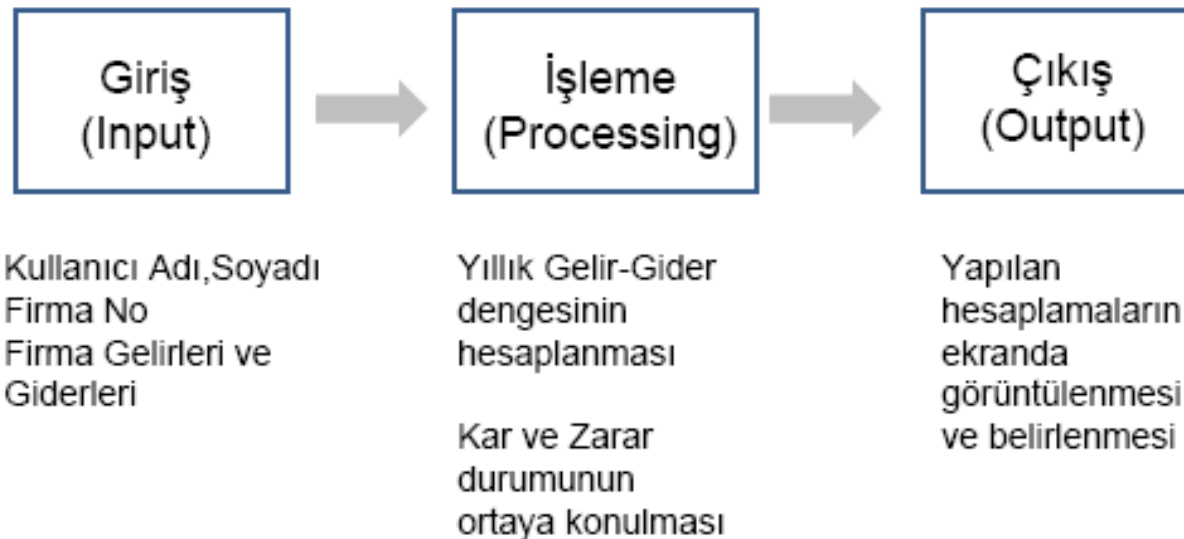 Giriş
(Input)
İşleme
(Processing)
Çıkış
(Output)
Kullanıcı Adı,Soyadı
Firma No
Firma Gelirleri ve
Giderleri
Yıllık Gelir-Gider
dengesinin
hesaplanması
Kar ve Zarar
durumunun
ortaya konulması
Yapılan
hesaplamaların
ekranda
görüntülenmesi
ve belirlenmesi